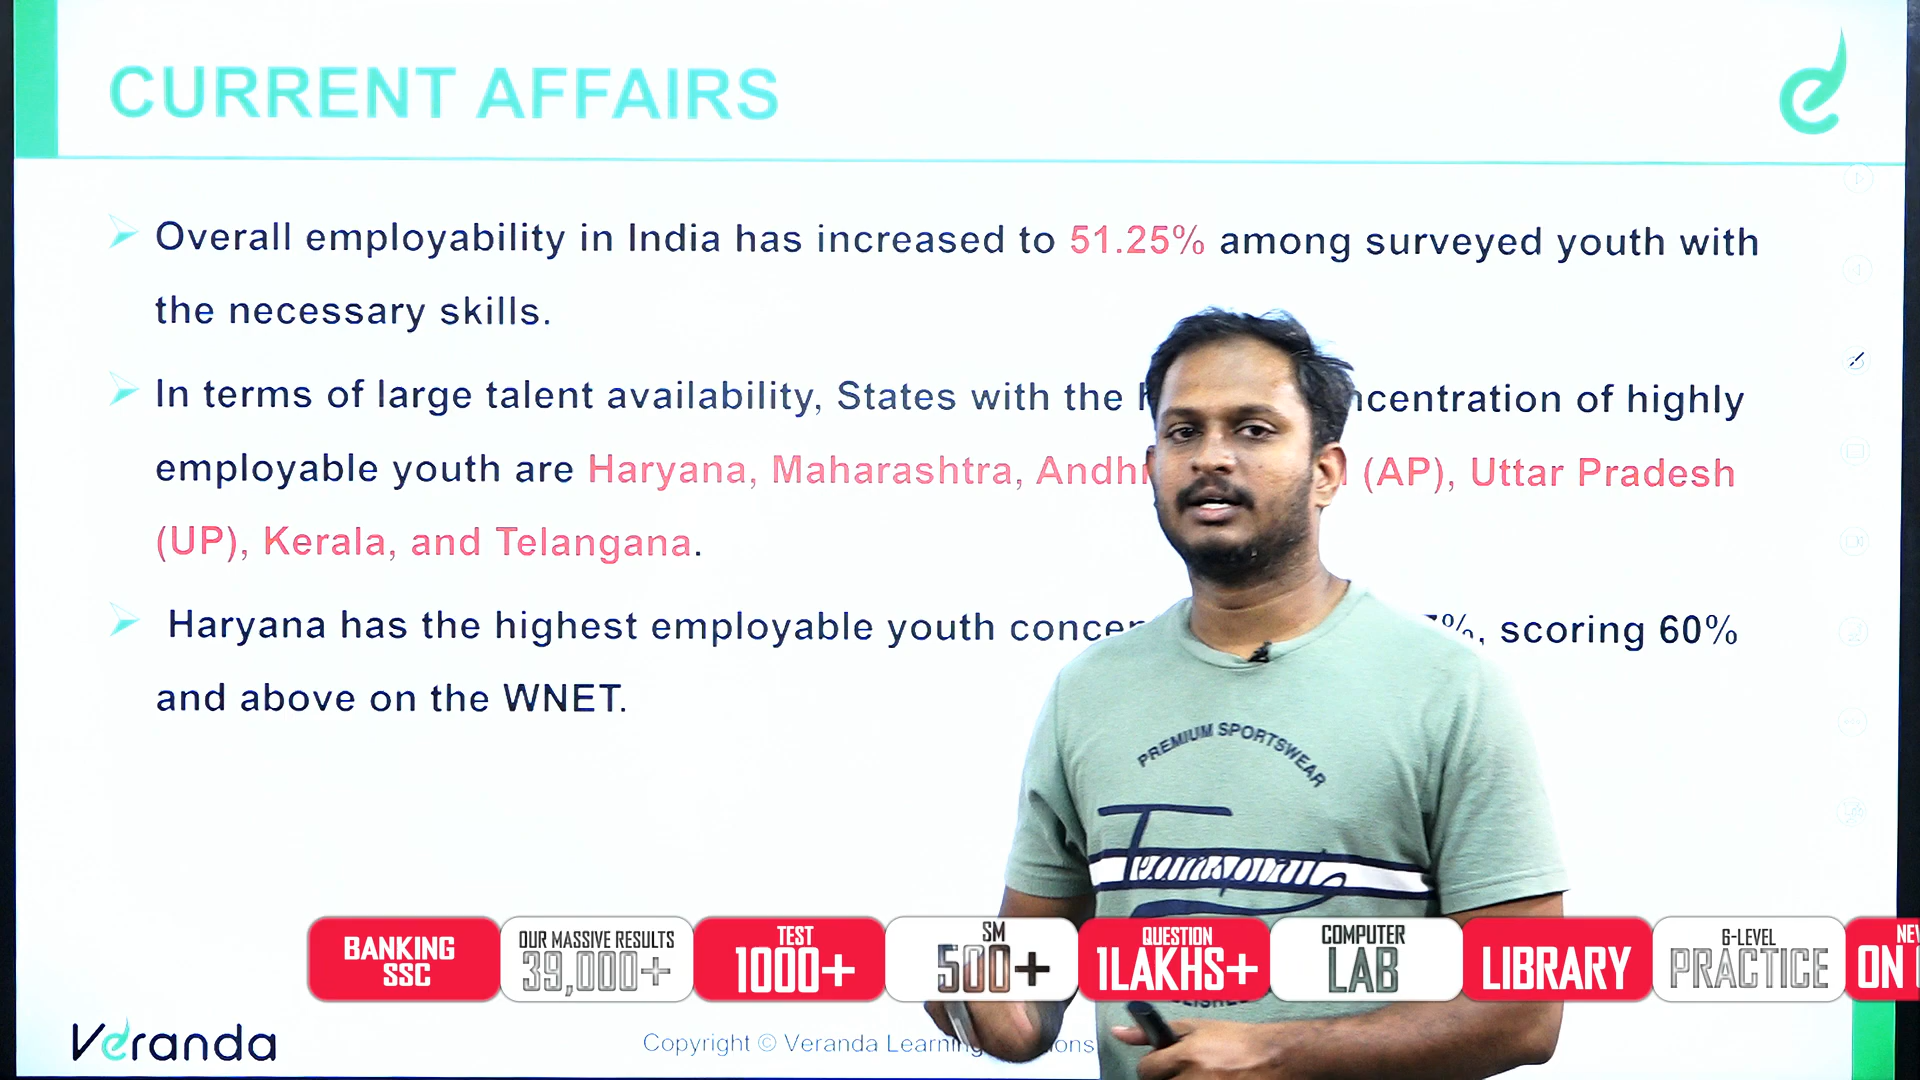 CURRENT AFFAIRS
Overall employability in India has increased to 51.25% among surveyed youth with
the necessary skills.
In terms of large talent availability, States with the of highly
employable youth are Haryana, Maharashtra, (AP), Uttar Pradesh
(UP), Kerala, and Telangana.
Haryana has the highest employable youth scoring 60%
and above on the WNET.
PREMIUM SPORTSWEAR
BANKING
SSC
OUR MASSIVE RESULTS
39,000+
TEST
1000+
SM
500+
QUESTION
1LAKHS+
COMPUTER
LAB
LIBRARY
6-LEVEL
PRACTICE
ON
Veranda
Copyright © Veranda